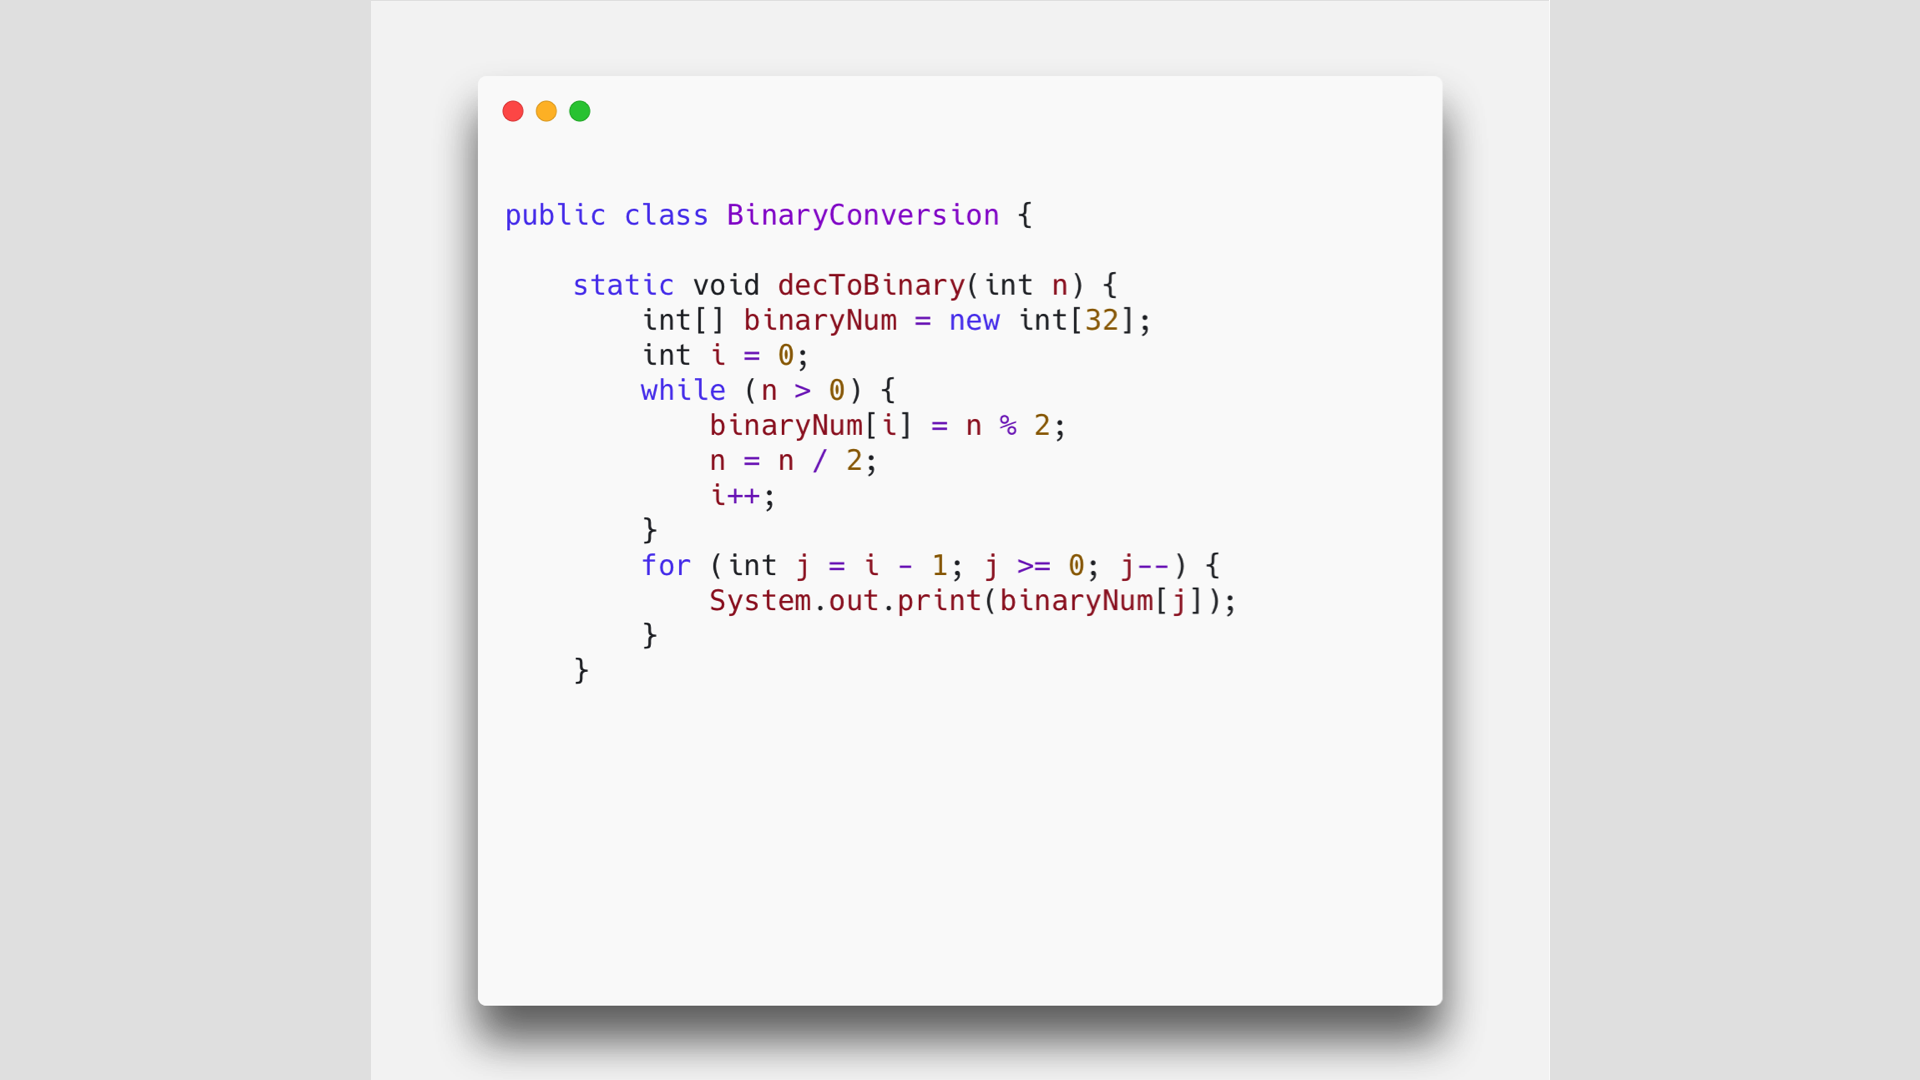 public class BinaryConversion {
static void decToBinary(int n) {
int[] binaryNum = new int[32];
int i = 0;
while (n > 0) {
binaryNum[i] = n % 2;
n = n / 2;
i++;
}
for (int j = i - 1; j >= 0; j--) {
System.out.print(binaryNum[j]);
}
}